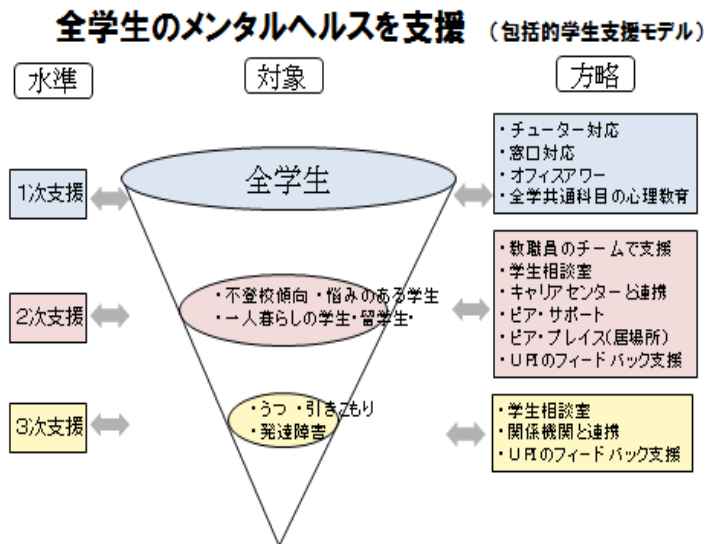 全学生のメンタルヘルスを支援 （包括的学生支援モデル）
水準
対象
方略
1次支援
全学生
・チューター対応
・窓口対応
・オフィスアワー
・全学共通科目の心理教育
2次支援
・不登校傾向 ・悩みのある学生
・一人暮らしの学生・留学生・
・教職員のチームで支援
・学生相談室
・キャリアセンターと連携
・ピア・サポート
・ピア・プレイス(居場所)
・ＵＰＩのフィードバック支援
3次支援
・うつ ・引きこもり
・発達障害
・学生相談室
・関係機関と連携
・ＵＰＩのフィードバック支援